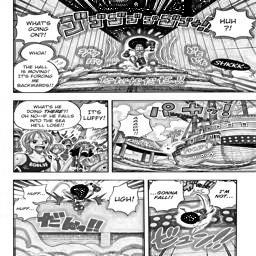 HUH
?!
WHAT'S
GOING
ON?!
WHOA!
THE HALL
IS MOVING!
IT'S FORCING
ME
BACKWARDS!!
SHKKK-
IT'S
LUFFY!
WHAT'S HE
DOING THERE?!
OH NO--IF HE FALLS
INTO THE SEA
HE'LL LOSE!!
I'M
NOT...
...GONNA
FALL!!
UGH!
HUFF...
HUFF...